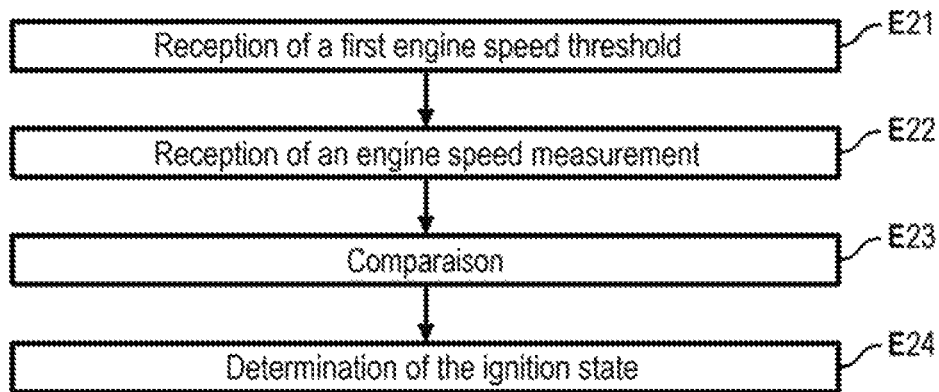 Reception of a first engine speed threshold
E21
Reception of an engine speed measurement
E22
Comparaison
E23
Determination of the ignition state
E24